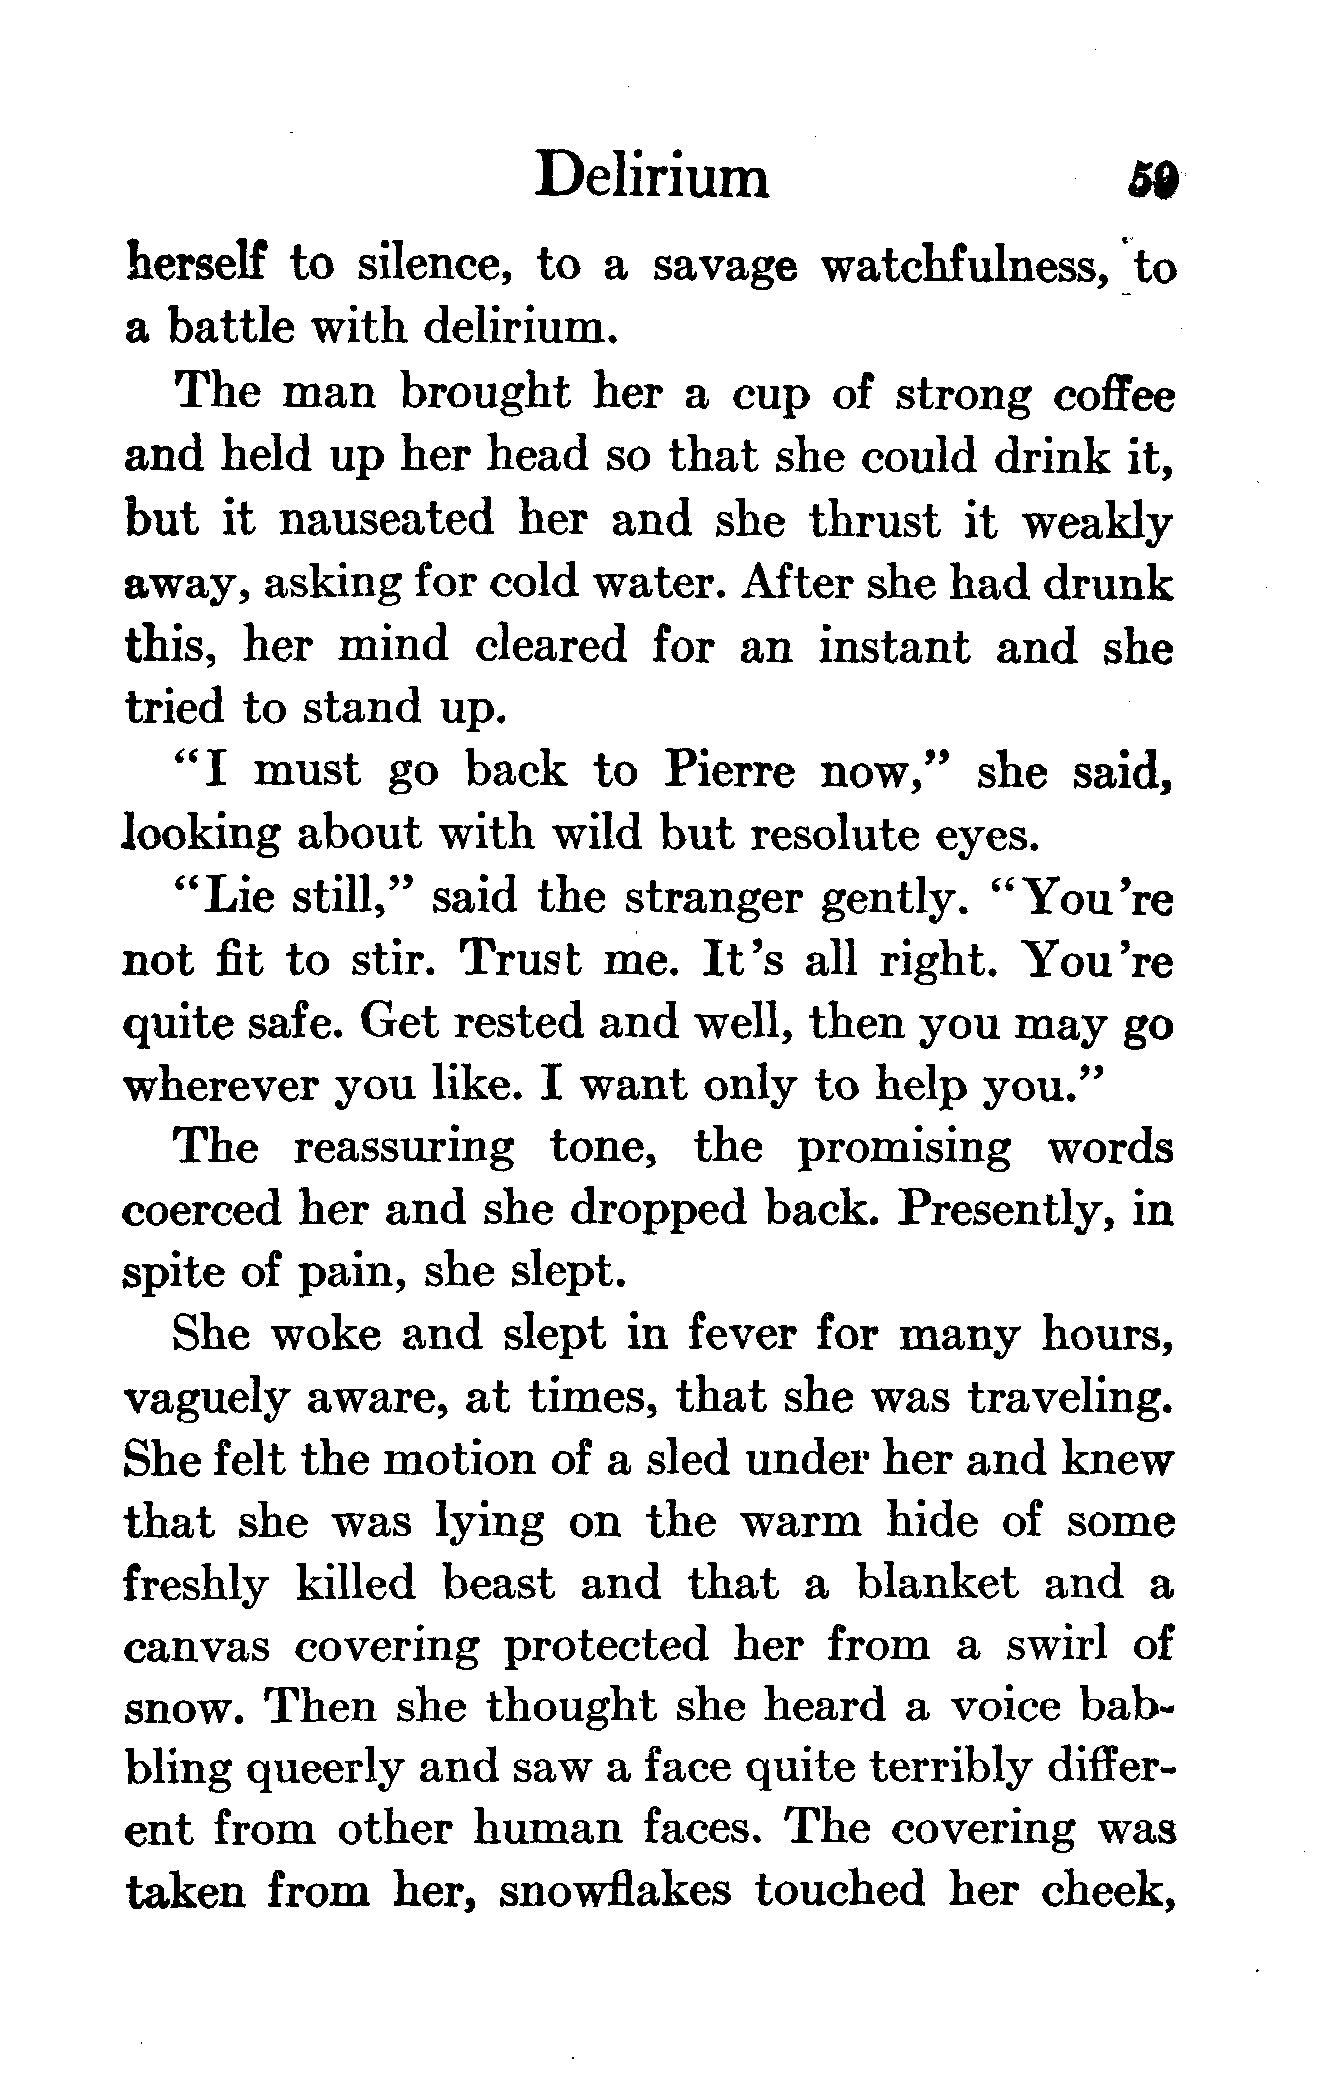 Delirium 59
herself to silence, to a savage watchfulness, to
a battle with delirium.
The man brought her a cup of strong coffee
and held up her head so that she could drink it,
but it nauseated her and she thrust it weakly
away, asking for cold water. After she had drunk
this, her mind cleared for an instant and she
tried to stand up.
“I must go back to Pierre now,” she said,
looking about with wild but resolute eyes.
“Lie still,” said the stranger gently. “You're
not fit to stir. Trust me. It's all right. You're
quite safe. Get rested and well, then you may go
wherever you like. I want only to help you.”
The reassuring tone, the promising words
coerced her and she dropped back. Presently, in
spite of pain, she slept.
She woke and slept in fever for many hours,
vaguely aware, at times, that she was traveling.
She felt the motion of a sled under her and knew
that she was lying on the warm hide of some
freshly killed beast and that a blanket and a
canvas covering protected her from a swirl of
snow. Then she thought she heard a voice bab-
bling queerly and saw a face quite terribly differ-
ent from other human faces. The covering was
taken from her, snowflakes touched her cheek,